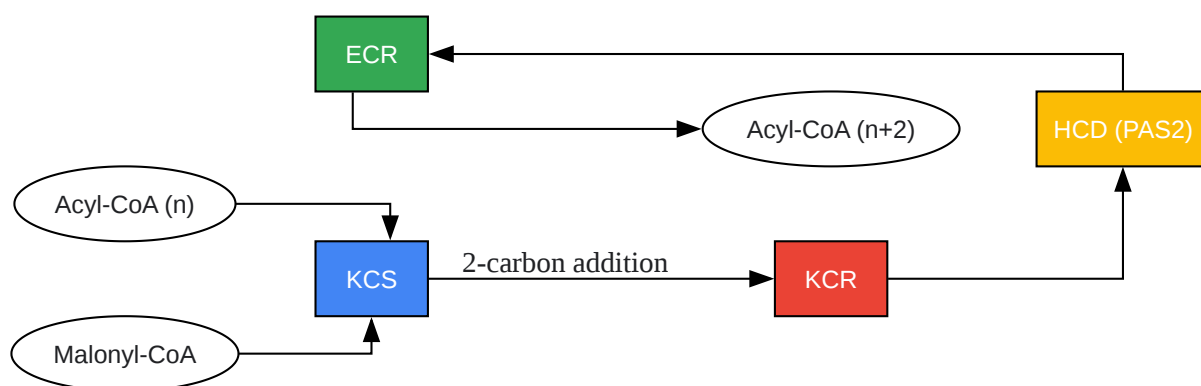 ECR
Acyl-CoA (n+2)
HCD (PAS2)
Acyl-CoA (n)
KCS
2-carbon addition
KCR
Malonyl-CoA